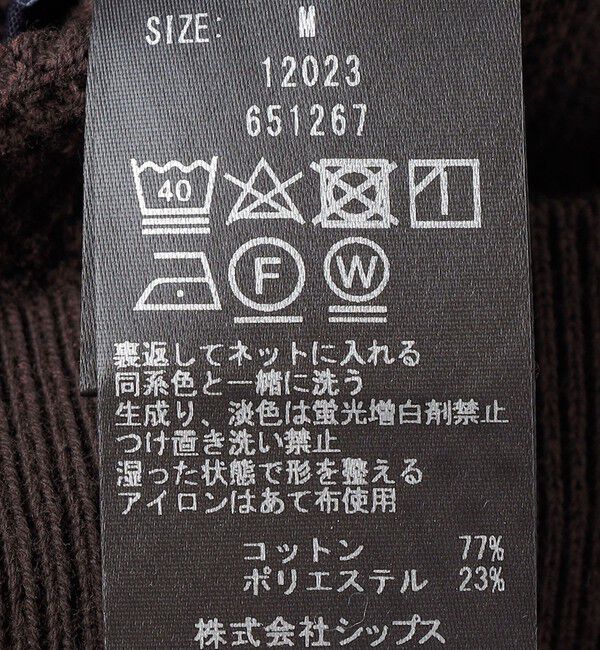 SIZE: M
12023
651267
40
F W
裏返してネットに入れる
同系色と一緒に洗う
生成り、淡色は蛍光増白剤禁止
つけ置き洗い禁止
湿った状態で形を整える
アイロンはあて布使用
コットン 77%
ポリエステル 23%
株式会社シップス